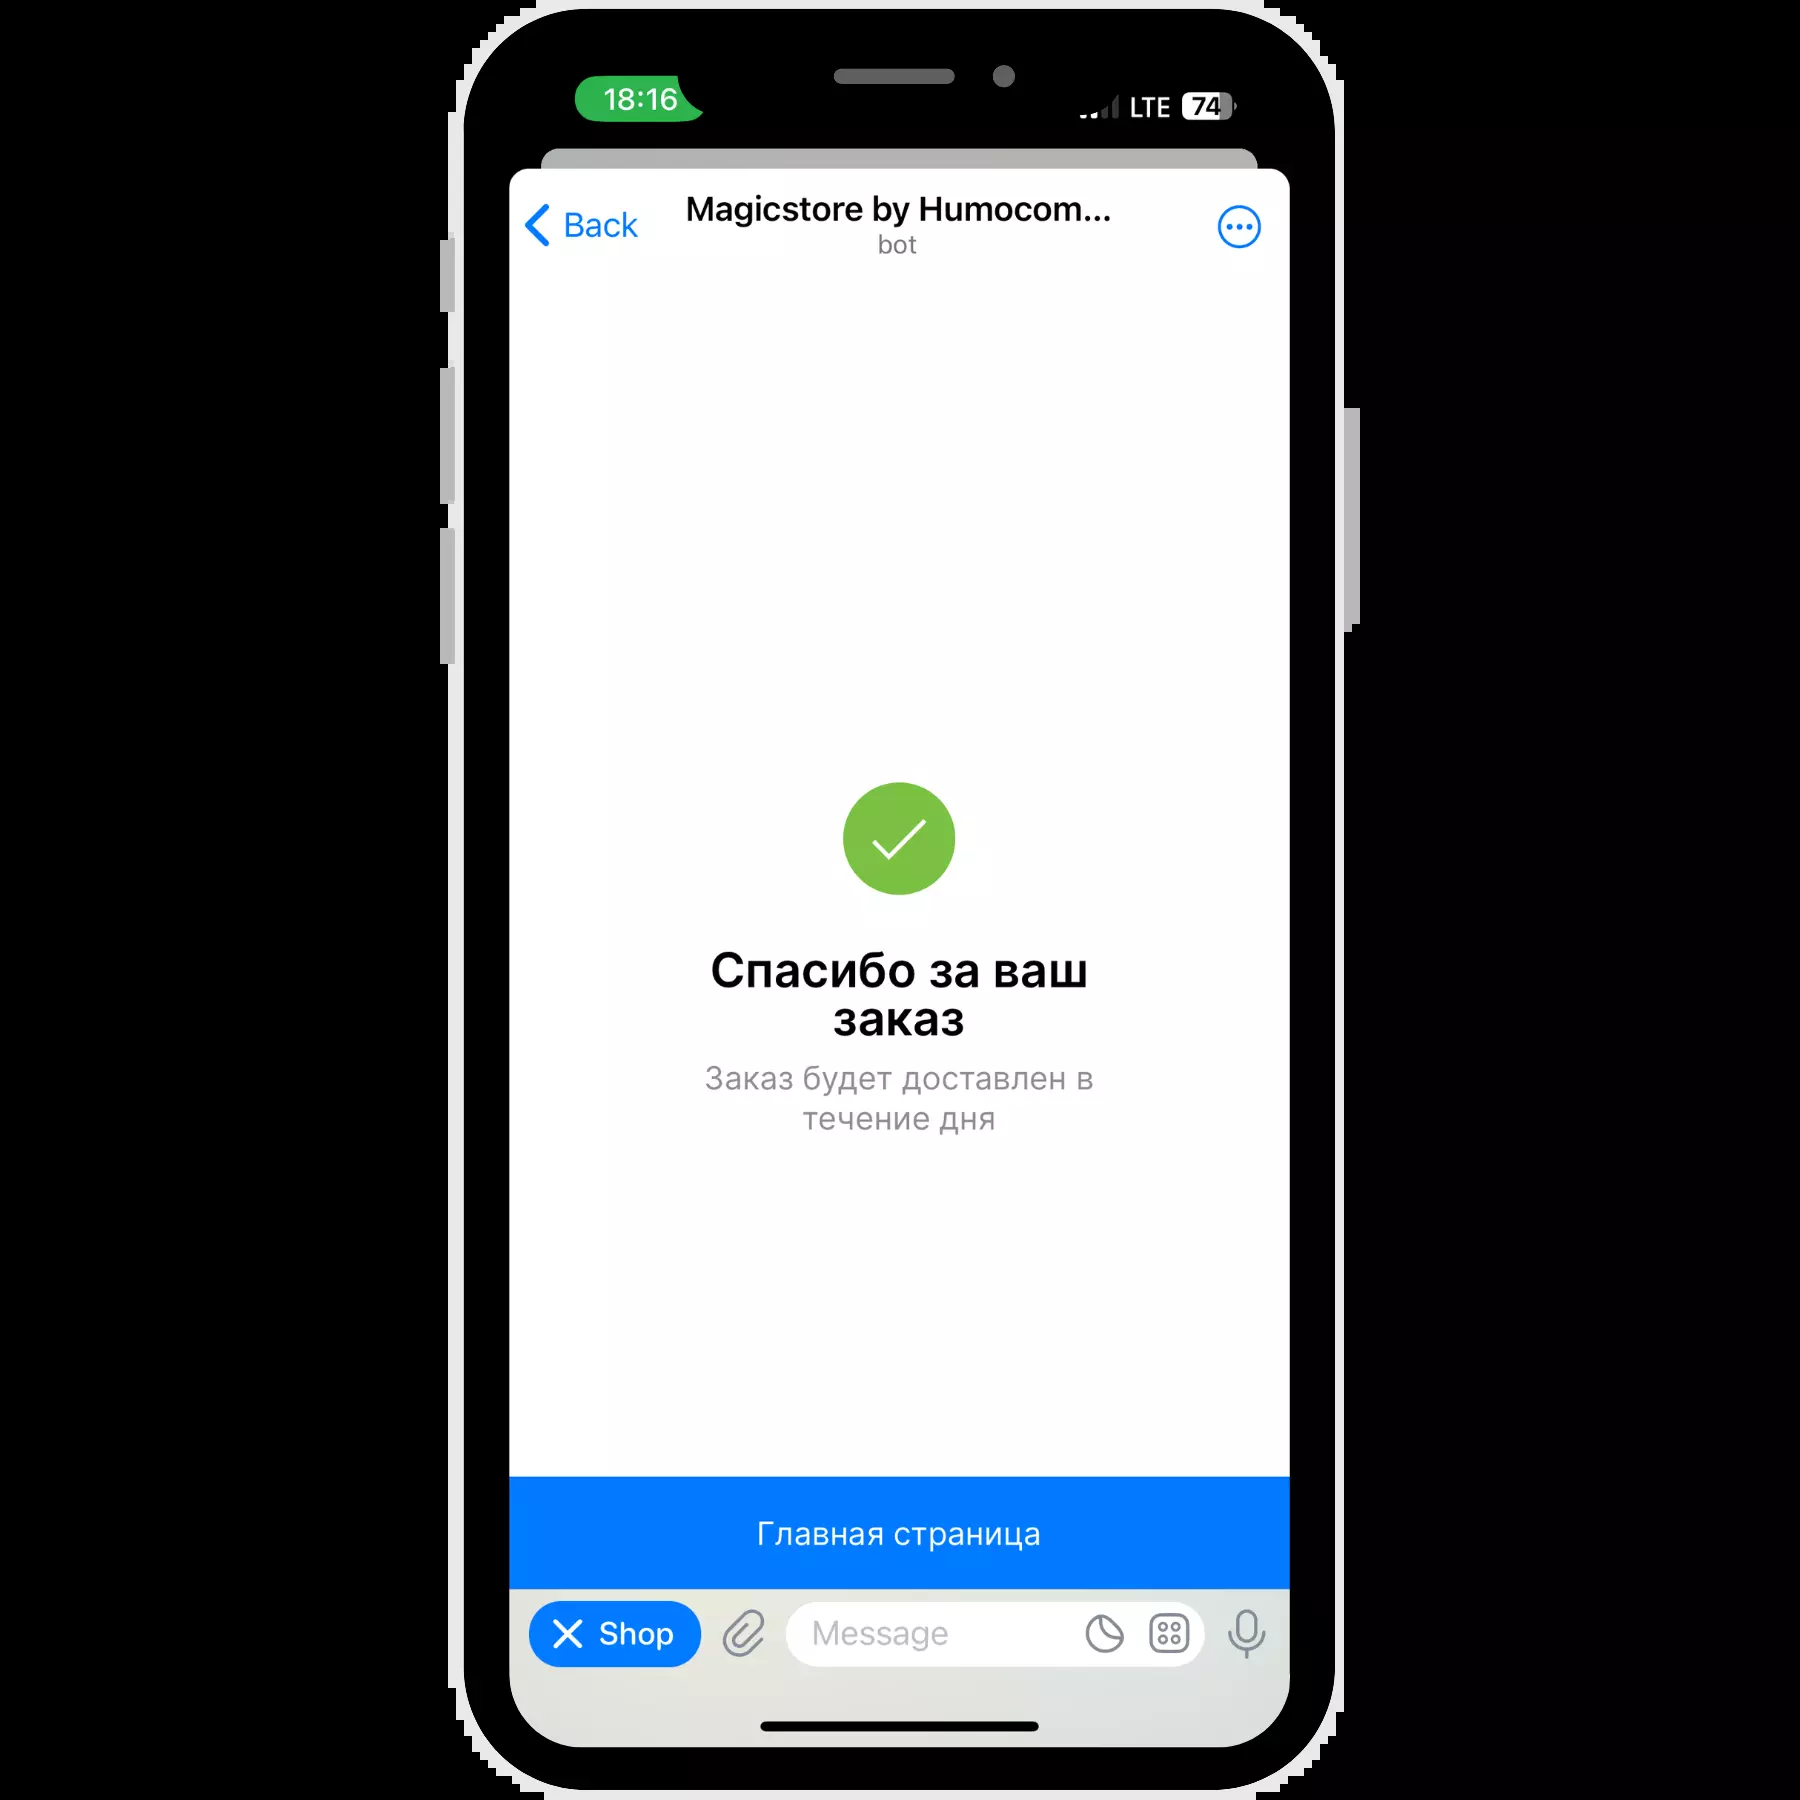 18:16
LTE 74
Back
Magicstore by Humocom...
bot
Спасибо за ваш
заказ
Заказ будет доставлен в
течение дня
Главная страница
Shop
Message